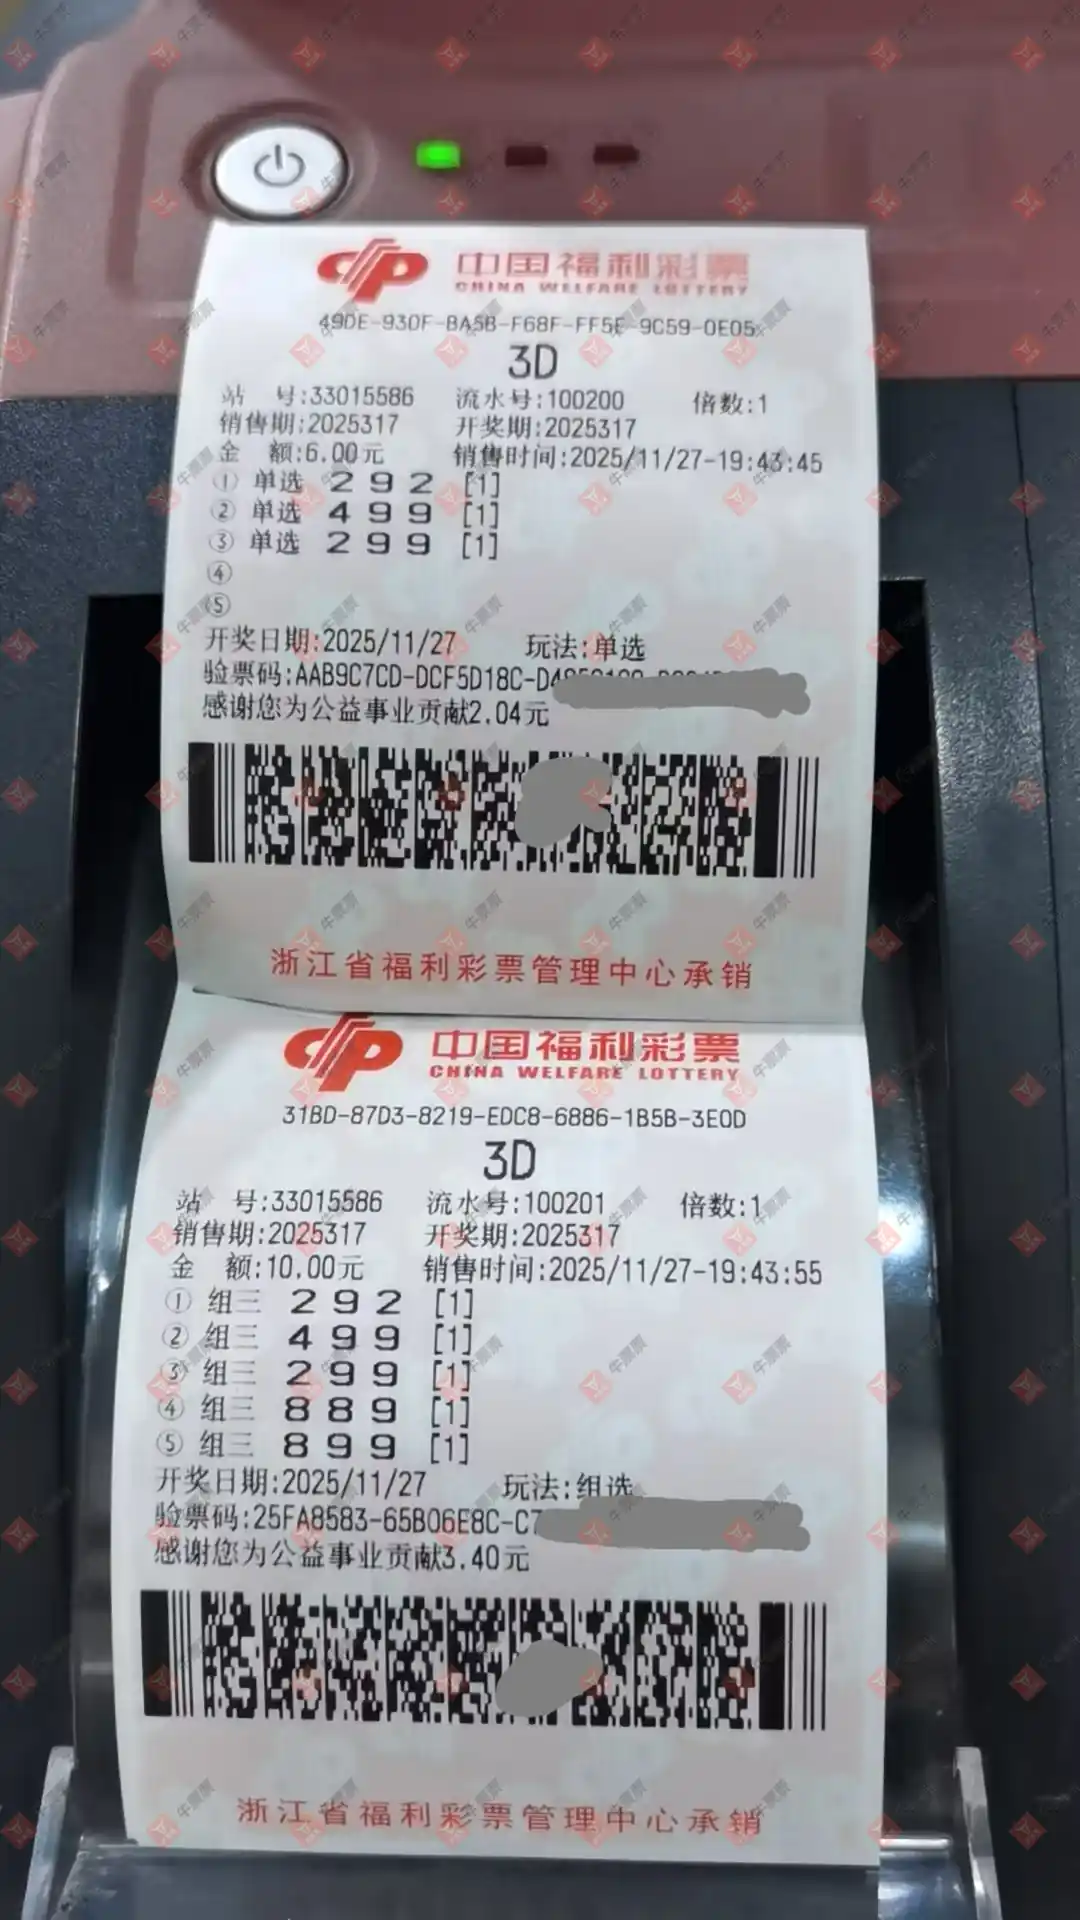 中国福利彩票
CHINA WELFARE LOTTERY
49DE-930F-BA5B-F68F-FF5E-9C59-0E05
3D
站 号:33015586 流水号:100200 倍数:1
销售期:2025317 开奖期:2025317
金 额:6.00元 销售时间:2025/11/27-19:43:45
① 单选 2 9 2 [1]
② 单选 4 9 9 [1]
③ 单选 2 9 9 [1]
④
⑤
开奖日期:2025/11/27 玩法:单选
验票码:AAB9C7CD-DCF5D18C
感谢您为公益事业贡献2.04元
浙江省福利彩票管理中心承销
中国福利彩票
CHINA WELFARE LOTTERY
31BD-87D3-8219-EDC8-6886-1B5B-3E0D
3D
站 号:33015586 流水号:100201 倍数:1
销售期:2025317 开奖期:2025317
金 额:10.00元 销售时间:2025/11/27-19:43:55
① 组三 2 9 2 [1]
② 组三 4 9 9 [1]
③ 组三 2 9 9 [1]
④ 组三 8 8 9 [1]
⑤ 组三 8 9 9 [1]
开奖日期:2025/11/27 玩法:组选
验票码:25FA8583-65B06E8C-C7
感谢您为公益事业贡献3.40元
浙江省福利彩票管理中心承销
牛票票